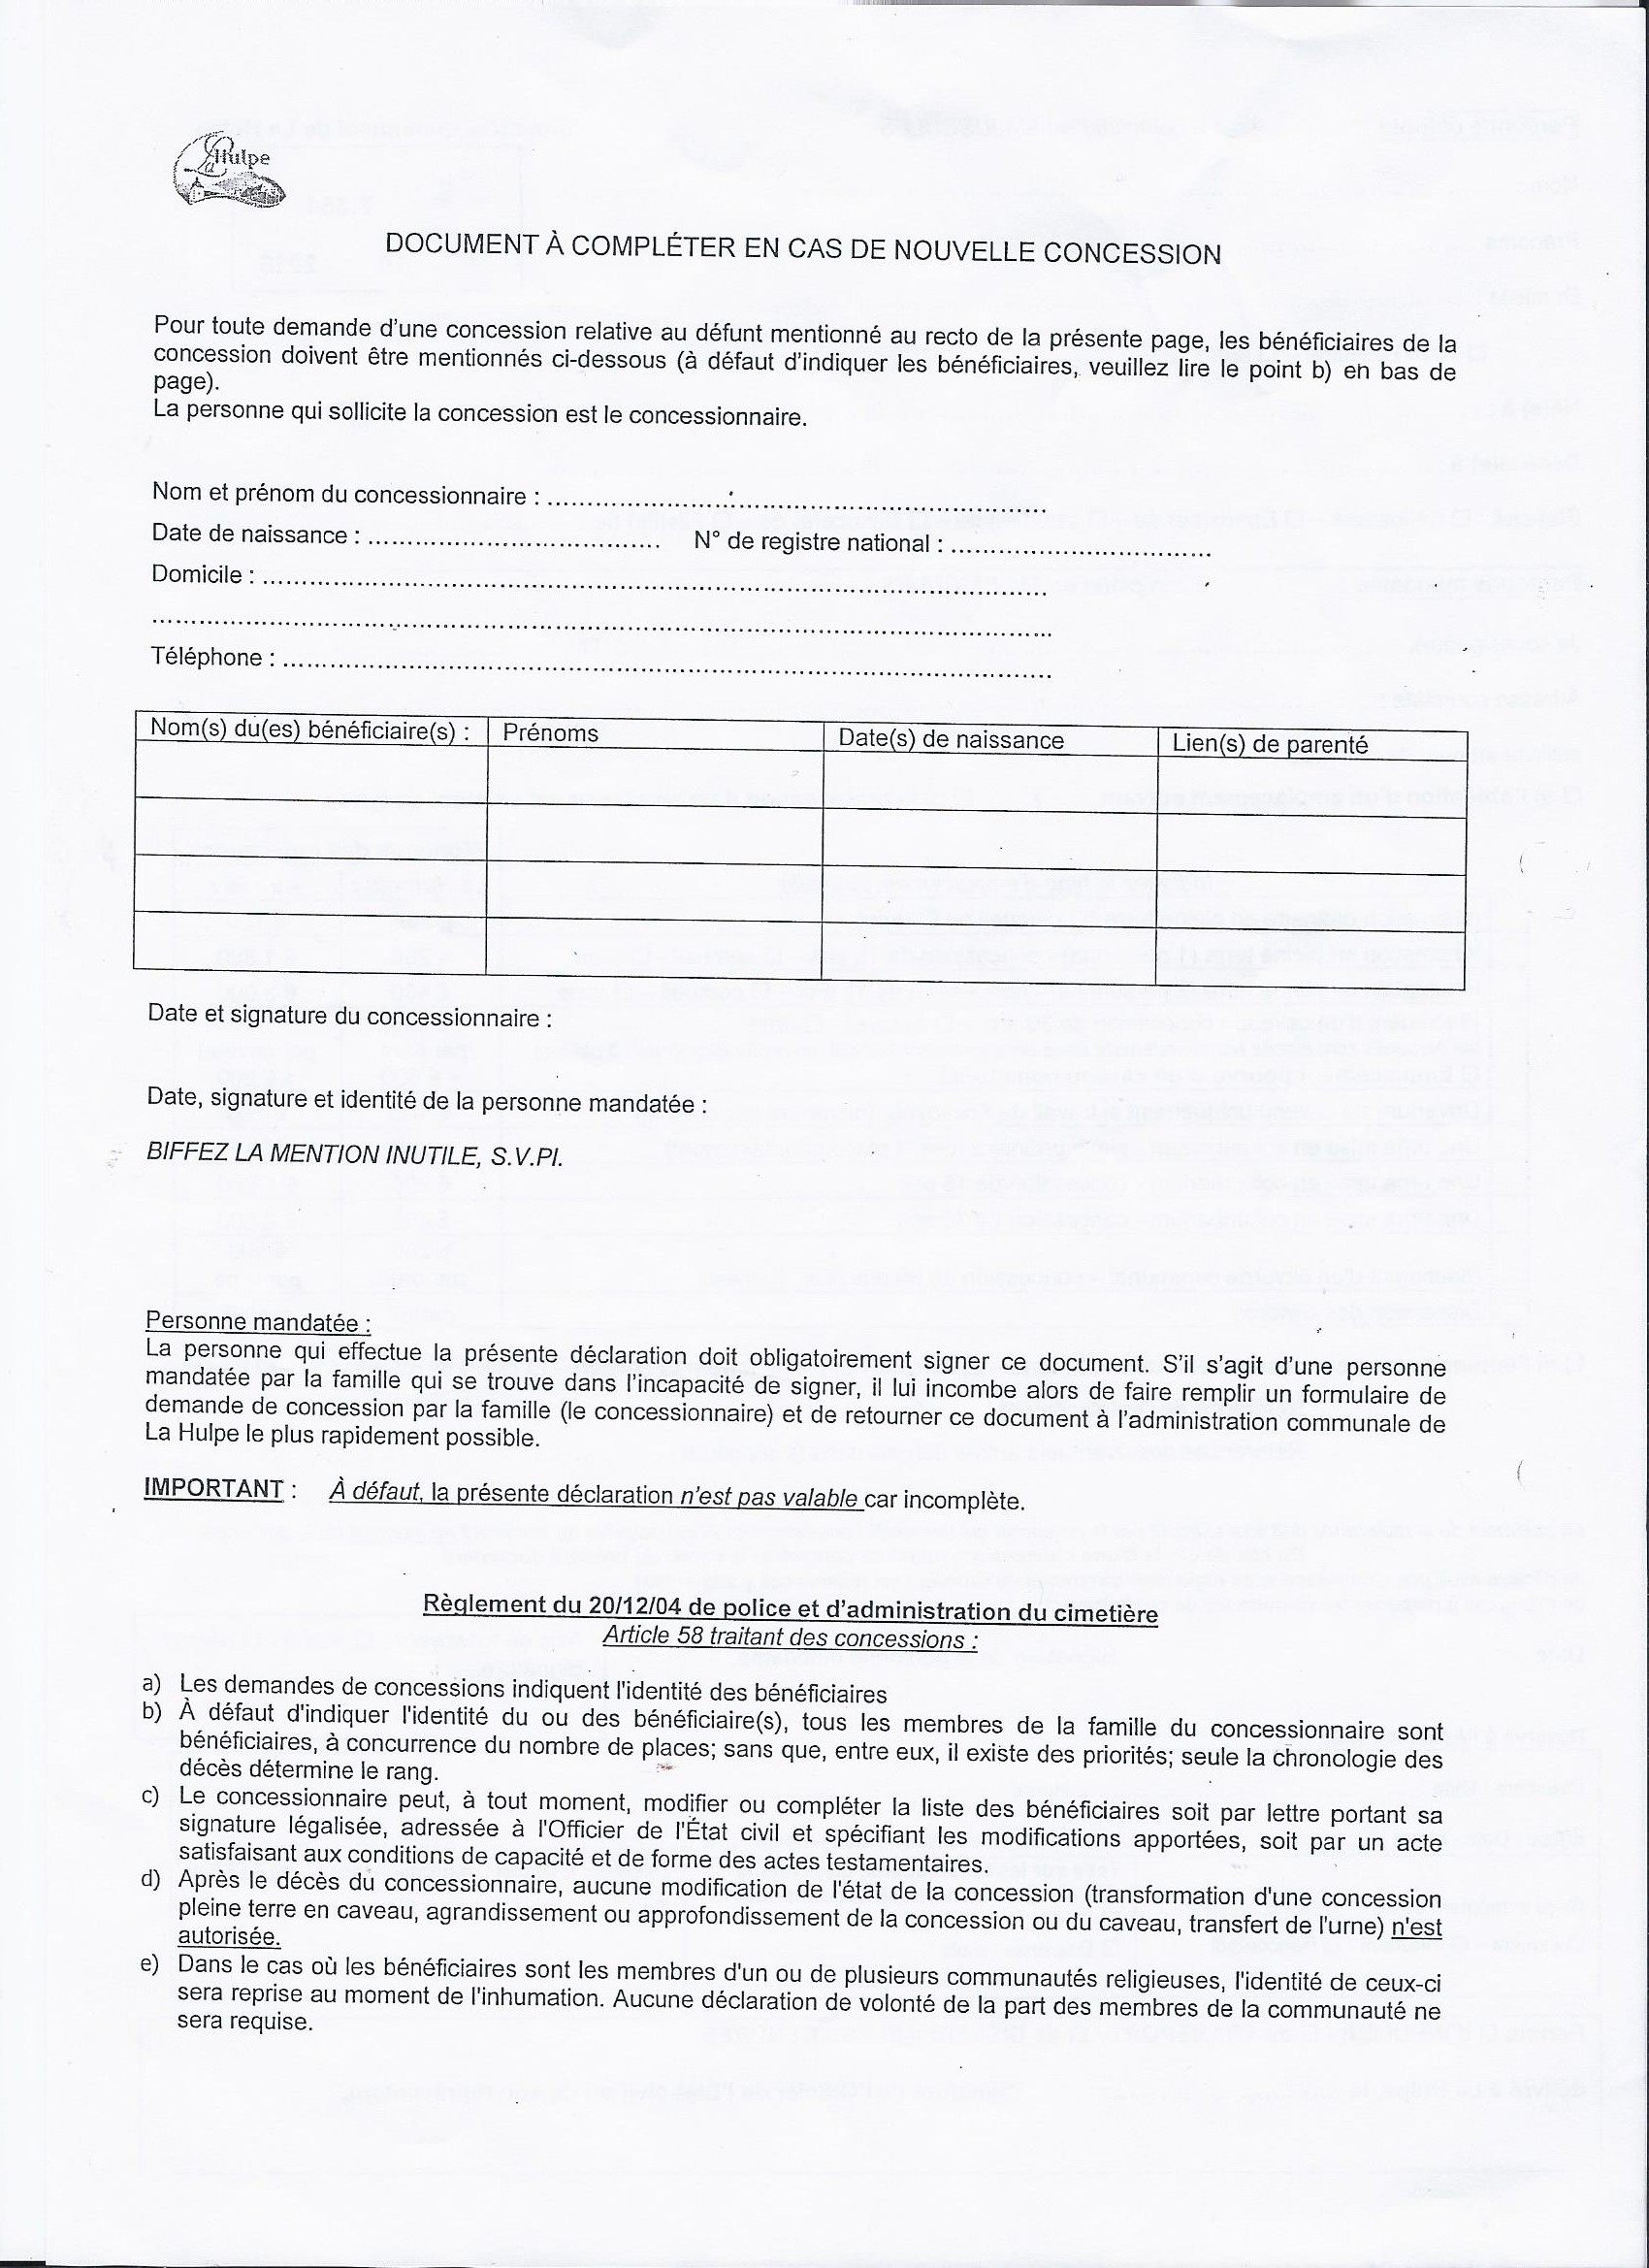 La Hulpe
DOCUMENT À COMPLÉTER EN CAS DE NOUVELLE CONCESSION
Pour toute demande d'une concession relative au défunt mentionné au recto de la présente page, les bénéficiaires de la
concession doivent être mentionnés ci-dessous (à défaut d'indiquer les bénéficiaires, veuillez lire le point b) en bas de
page).
La personne qui sollicite la concession est le concessionnaire.
Nom et prénom du concessionnaire : ................................................................
Date de naissance : .....................................   N° de registre national : .................................
Domicile : ....................................................................................................
....................................................................................................................
Téléphone : ..................................................................................................
Nom(s) du(es) bénéficiaire(s) : Prénoms Date(s) de naissance Lien(s) de parenté
Date et signature du concessionnaire :
Date, signature et identité de la personne mandatée :
BIFFEZ LA MENTION INUTILE, S.V.Pl.
Personne mandatée :
La personne qui effectue la présente déclaration doit obligatoirement signer ce document. S'il s'agit d'une personne
mandatée par la famille qui se trouve dans l'incapacité de signer, il lui incombe alors de faire remplir un formulaire de
demande de concession par la famille (le concessionnaire) et de retourner ce document à l'administration communale de
La Hulpe le plus rapidement possible.
IMPORTANT : À défaut, la présente déclaration n'est pas valable car incomplète.
Règlement du 20/12/04 de police et d'administration du cimetière
Article 58 traitant des concessions :
a) Les demandes de concessions indiquent l'identité des bénéficiaires
b) À défaut d'indiquer l'identité du ou des bénéficiaire(s), tous les membres de la famille du concessionnaire sont
bénéficiaires, à concurrence du nombre de places; sans que, entre eux, il existe des priorités; seule la chronologie des
décès détermine le rang.
c) Le concessionnaire peut, à tout moment, modifier ou compléter la liste des bénéficiaires soit par lettre portant sa
signature légalisée, adressée à l'Officier de l'État civil et spécifiant les modifications apportées, soit par un acte
satisfaisant aux conditions de capacité et de forme des actes testamentaires.
d) Après le décès du concessionnaire, aucune modification de l'état de la concession (transformation d'une concession
pleine terre en caveau, agrandissement ou approfondissement de la concession ou du caveau, transfert de l'urne) n'est
autorisée.
e) Dans le cas où les bénéficiaires sont les membres d'un ou de plusieurs communautés religieuses, l'identité de ceux-ci
sera reprise au moment de l'inhumation. Aucune déclaration de volonté de la part des membres de la communauté ne
sera requise.